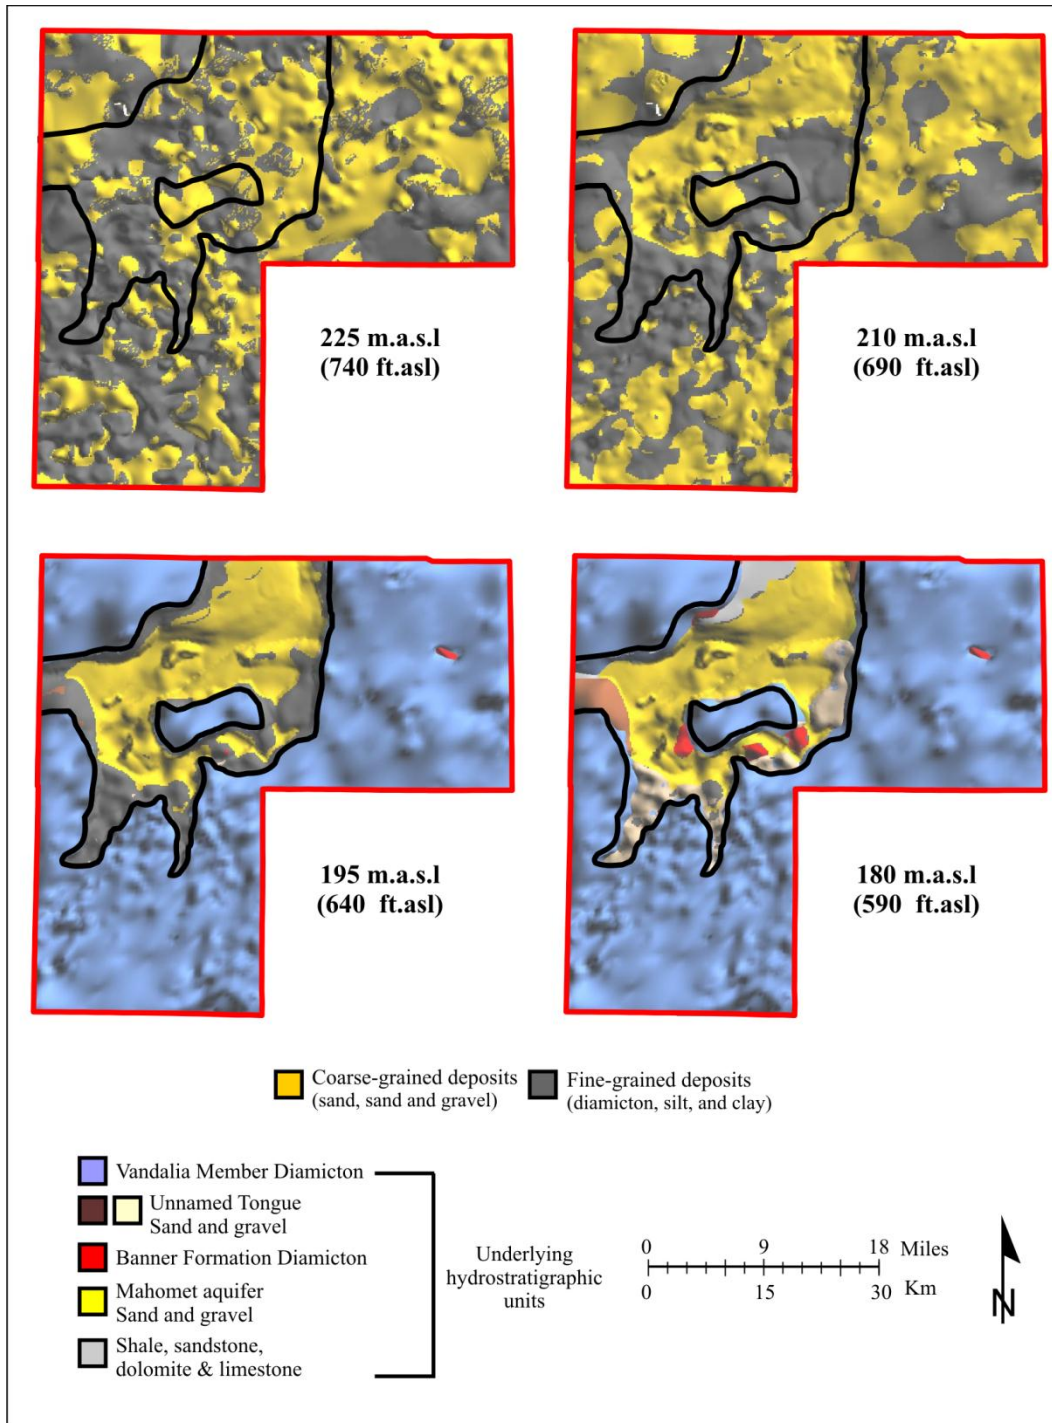 225 m.a.s.l
(740 ft.asl)
210 m.a.s.l
(690 ft.asl)
195 m.a.s.l
(640 ft.asl)
180 m.a.s.l
(590 ft.asl)
Coarse-grained deposits
(sand, sand and gravel)
Fine-grained deposits
(diamicton, silt, and clay)
Vandalia Member Diamicton
Unnamed Tongue
Sand and gravel
Banner Formation Diamicton
Mahomet aquifer
Sand and gravel
Shale, sandstone,
dolomite & limestone
Underlying
hydrostratigraphic
units
0 9 18 Miles
0 15 30 Km
N